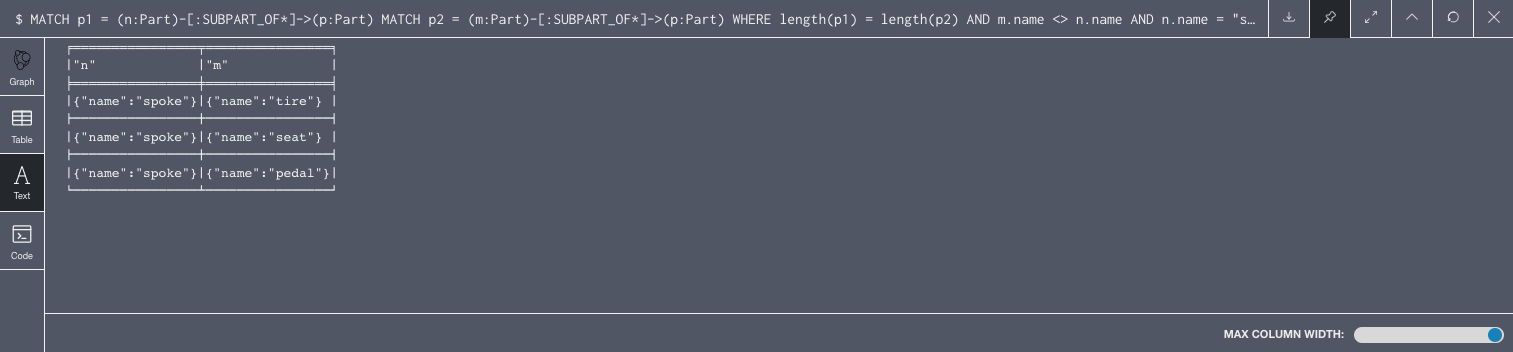 $ MATCH p1 = (n:Part)-[:SUBPART_OF*]->(p:Part) MATCH p2 = (m:Part)-[:SUBPART_OF*]->(p:Part) WHERE length(p1) = length(p2) AND m.name <> n.name AND n.name = "s…
Graph
Table
Text
Code
"n" "m"
{"name":"spoke"} {"name":"tire"}
{"name":"spoke"} {"name":"seat"}
{"name":"spoke"} {"name":"pedal"}
MAX COLUMN WIDTH: